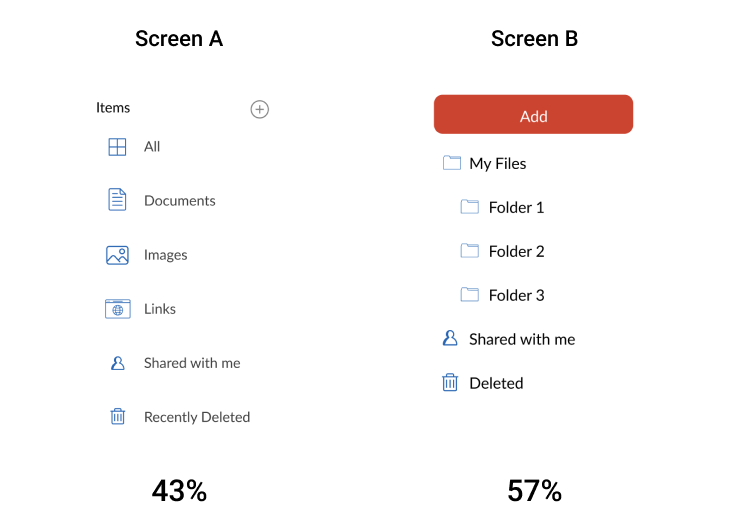 Screen A
Items
All
Documents
Images
Links
Shared with me
Recently Deleted
43%
Screen B
Add
My Files
Folder 1
Folder 2
Folder 3
Shared with me
Deleted
57%